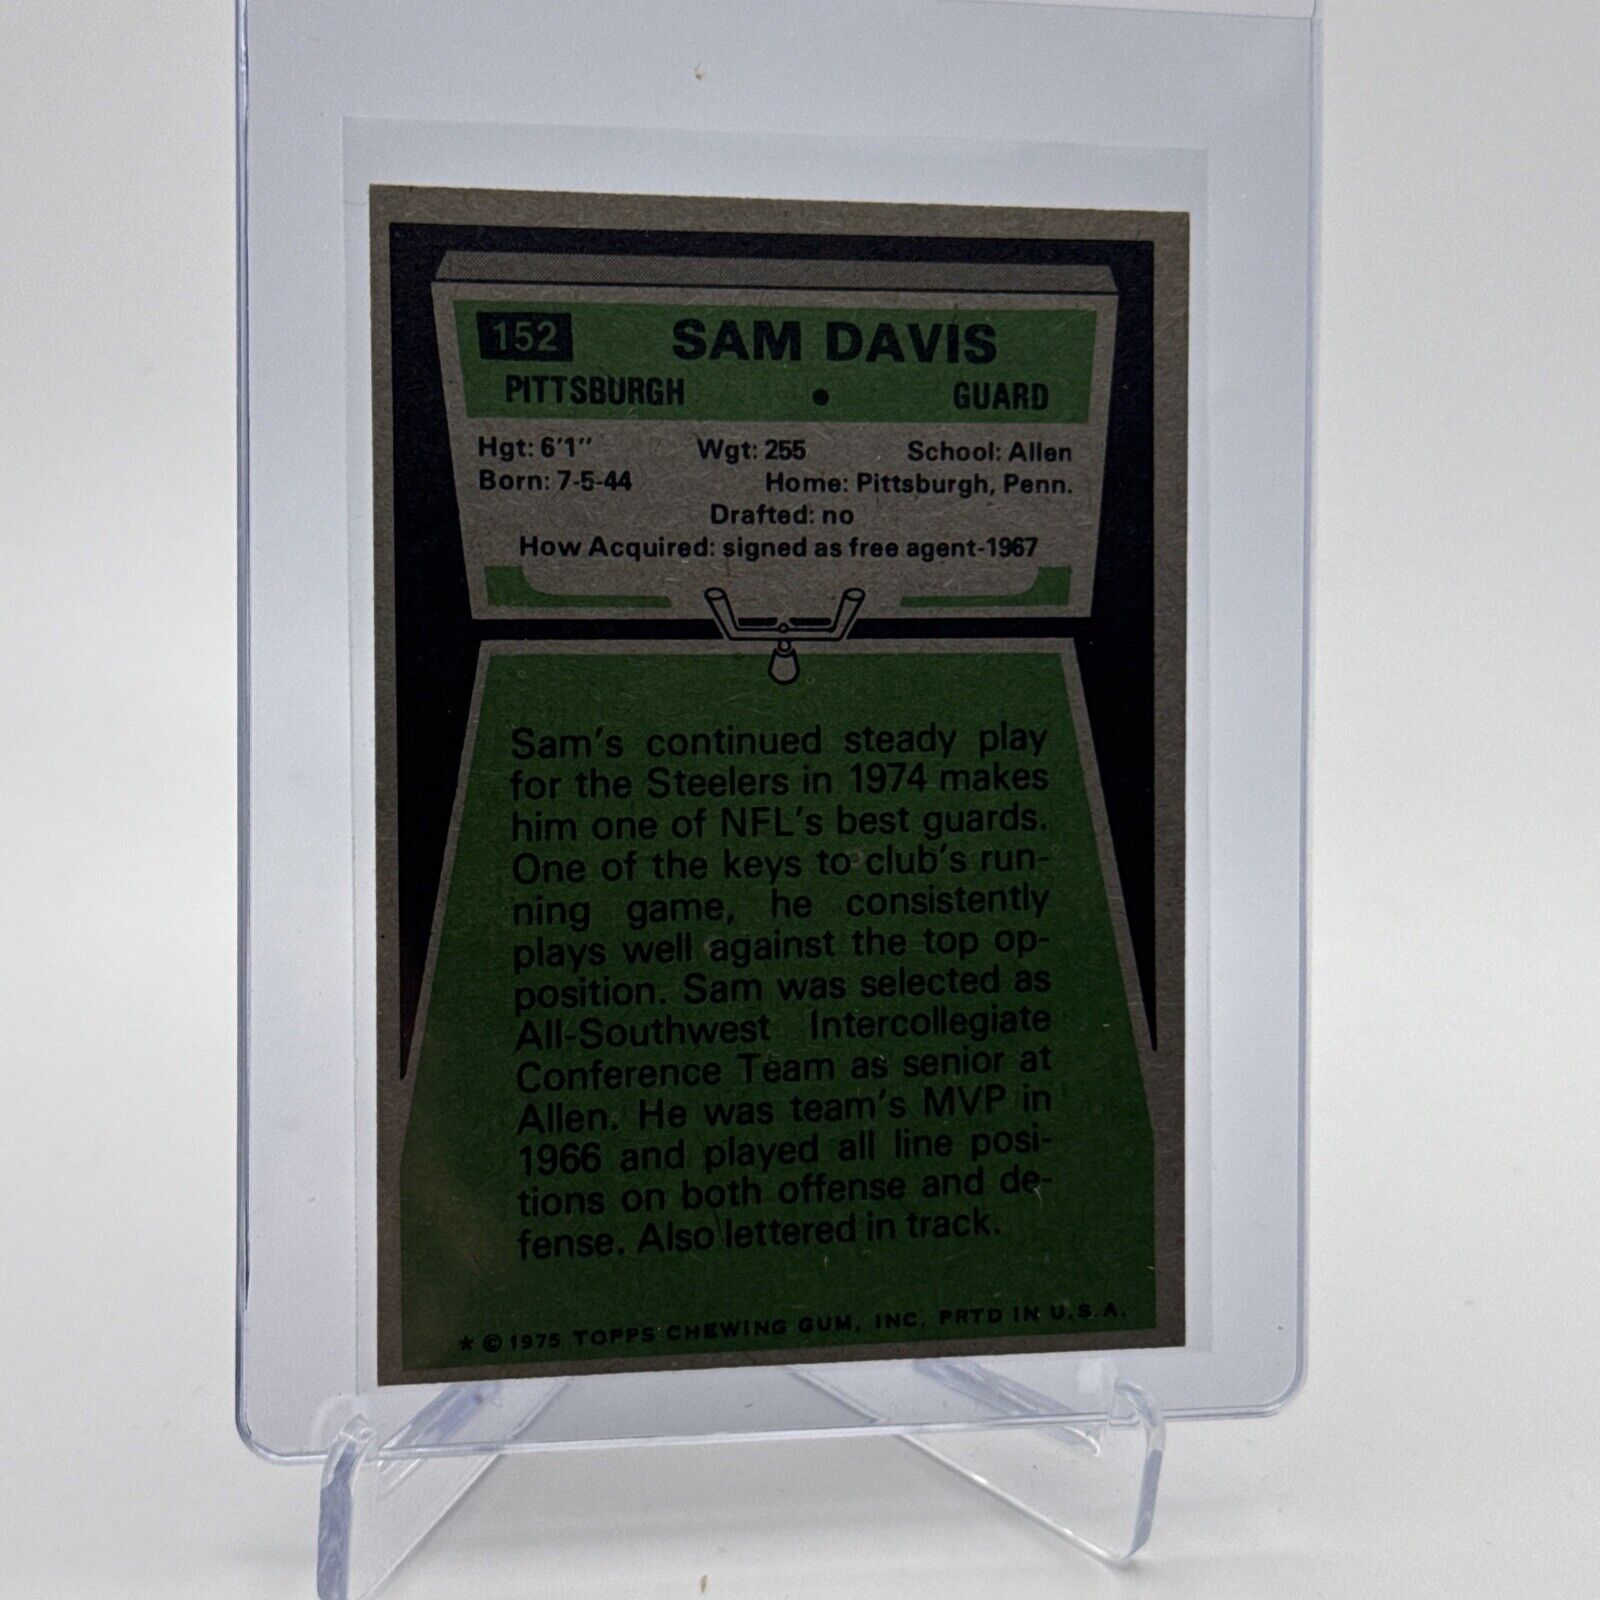 152 SAM DAVIS
PITTSBURGH • GUARD
Hgt: 6'1" Wgt: 255 School: Allen
Born: 7-5-44 Home: Pittsburgh, Penn.
Drafted: no
How Acquired: signed as free agent-1967
Sam's continued steady play
for the Steelers in 1974 makes
him one of NFL's best guards.
One of the keys to club's run-
ning game, he consistently
plays well against the top op-
position. Sam was selected as
All-Southwest Intercollegiate
Conference Team as senior at
Allen. He was team's MVP in
1966 and played all line posi-
tions on both offense and de-
fense. Also lettered in track.
★ © 1975 TOPPS CHEWING GUM, INC. PRTD IN U.S.A.